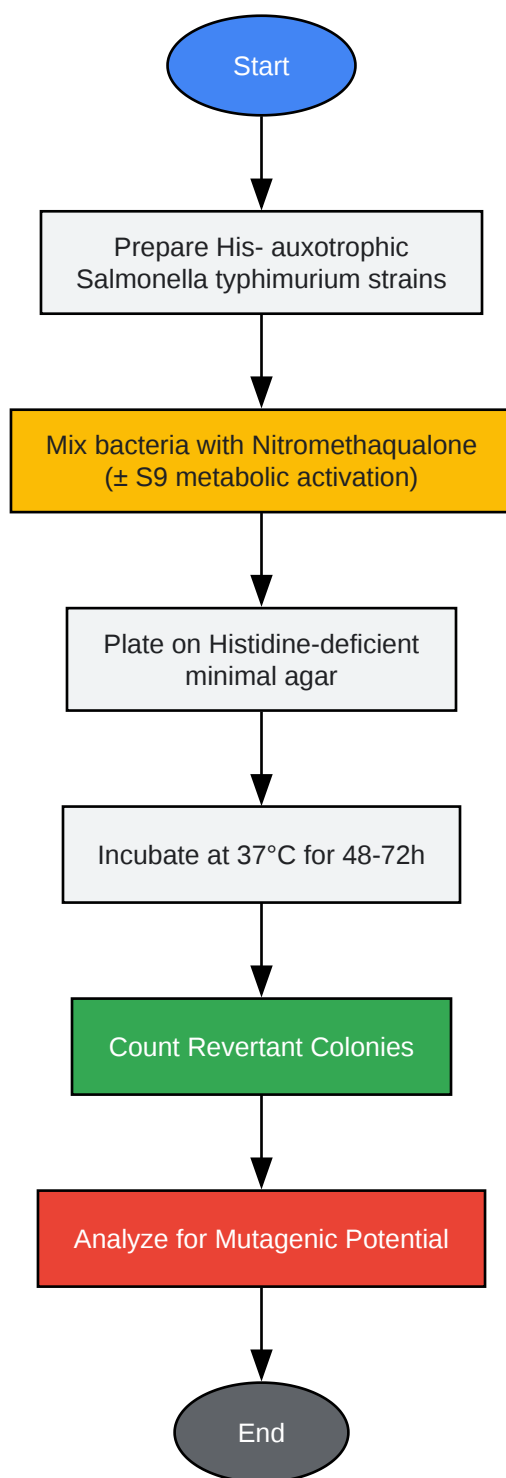 Start
Prepare His- auxotrophic
Salmonella typhimurium strains
Mix bacteria with Nitromethaqualone
(± S9 metabolic activation)
Plate on Histidine-deficient
minimal agar
Incubate at 37°C for 48-72h
Count Revertant Colonies
Analyze for Mutagenic Potential
End